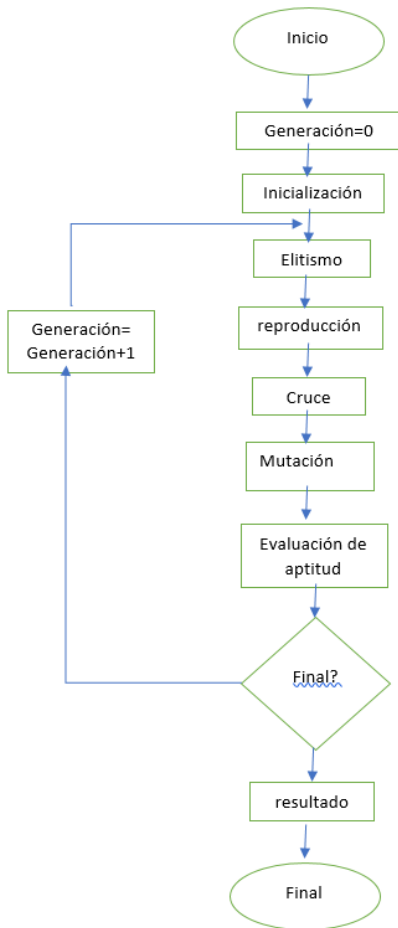 Inicio
Generación=0
Inicialización
Elitismo
reproducción
Generación=
Generación+1
Cruce
Mutación
Evaluación de
aptitud
Final?
resultado
Final